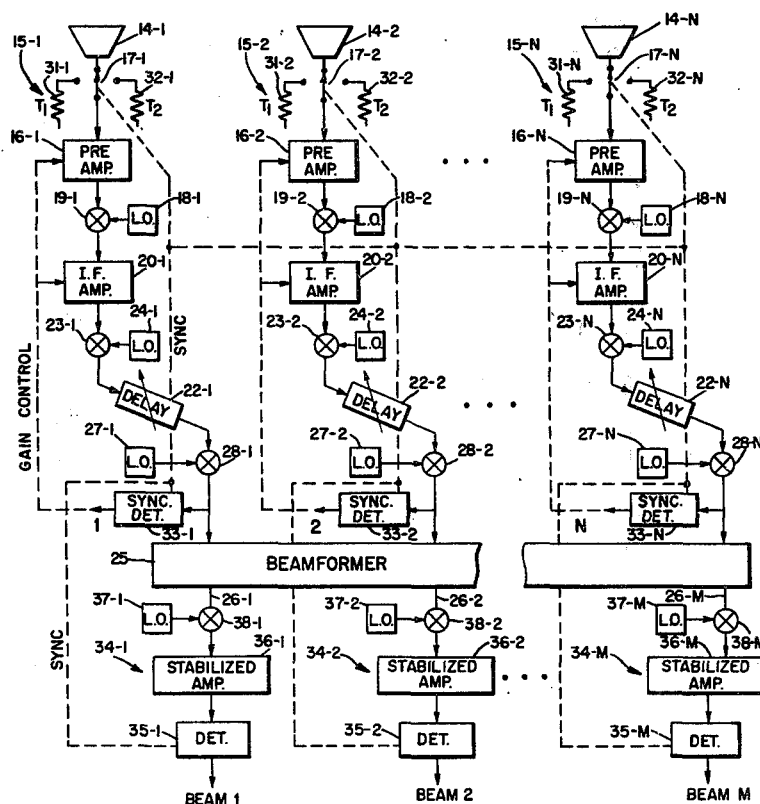 14-1 14-2 14-N
15-1 15-2 15-N
17-1 17-2 17-N
31-1 32-1 31-2 32-2 31-N 32-N
T1 T2 T1 T2 T1 T2
16-1 16-2 16-N
PRE AMP. PRE AMP. PRE AMP.
19-1 18-1 19-2 18-2 19-N 18-N
L.O. L.O. L.O.
20-1 20-2 20-N
I.F. AMP. I.F. AMP. I.F. AMP.
23-1 24-1 23-2 24-2 23-N 24-N
L.O. L.O. L.O.
SYNC
GAIN CONTROL
22-1 22-2 22-N
DELAY DELAY DELAY
27-1 27-2 27-N
L.O. 28-1 L.O. 28-2 L.O. 28-N
SYNC. DET. SYNC. DET. SYNC. DET.
1 33-1 2 33-2 N 33-N
25 BEAMFORMER
26-1 26-2 26-M
37-1 37-2 37-M
L.O. 38-1 L.O. 38-2 L.O. 38-M
SYNC
34-1 36-1 34-2 36-2 34-M 36-M
STABILIZED AMP. STABILIZED AMP. STABILIZED AMP.
35-1 35-2 35-M
DET. DET. DET.
BEAM 1 BEAM 2 BEAM M